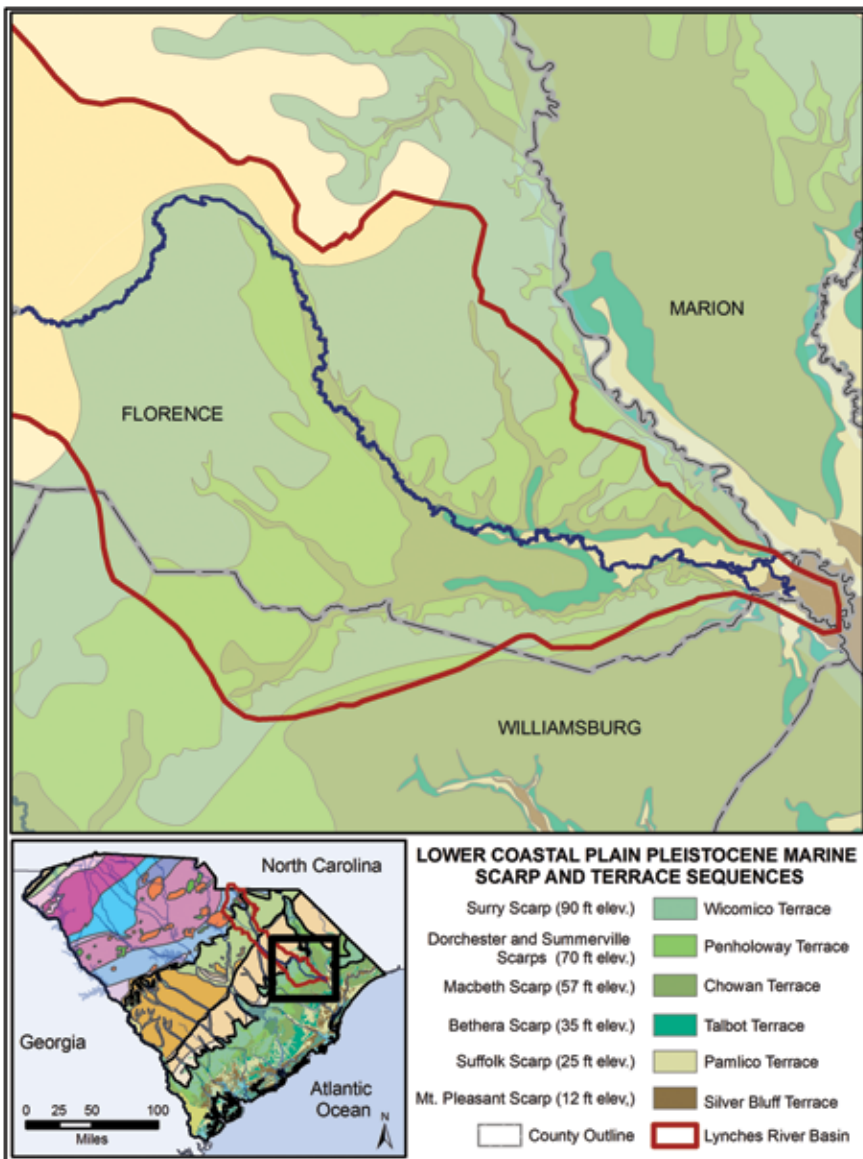 MARION
FLORENCE
WILLIAMSBURG
North Carolina
Georgia
Atlantic
Ocean
0 25 50 100
Miles
N
LOWER COASTAL PLAIN PLEISTOCENE MARINE
SCARP AND TERRACE SEQUENCES
Surry Scarp (90 ft elev.) Wicomico Terrace
Dorchester and Summerville
Scarps (70 ft elev.) Penholoway Terrace
Macbeth Scarp (57 ft elev.) Chowan Terrace
Bethera Scarp (35 ft elev.) Talbot Terrace
Suffolk Scarp (25 ft elev.) Pamlico Terrace
Mt. Pleasant Scarp (12 ft elev,) Silver Bluff Terrace
County Outline Lynches River Basin